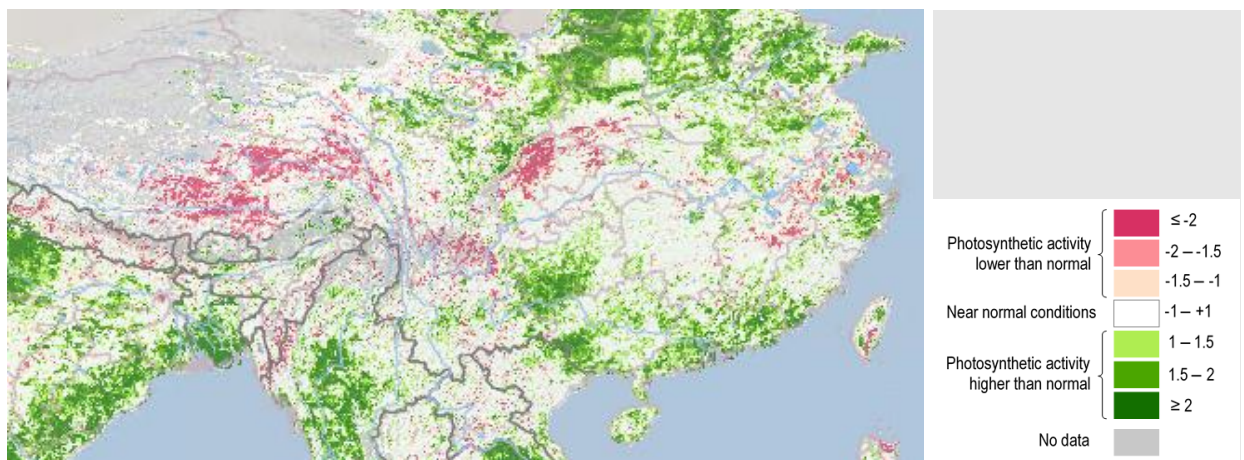 Photosynthetic activity
lower than normal
≤ -2
-2 – -1.5
-1.5 – -1
Near normal conditions
-1 – +1
Photosynthetic activity
higher than normal
1 – 1.5
1.5 – 2
≥ 2
No data